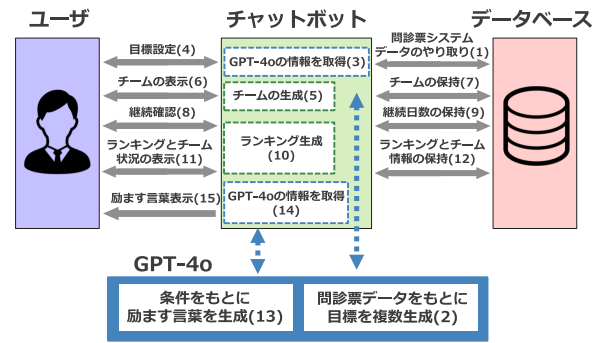 ユーザ
チャットボット
データベース
目標設定(4)
チームの表示(6)
継続確認(8)
ランキングとチーム
状況の表示(11)
励ます言葉表示(15)
GPT-4oの情報を取得(3)
チームの生成(5)
ランキング生成
(10)
GPT-4oの情報を取得
(14)
問診票システム
データのやり取り(1)
チームの保持(7)
継続日数の保持(9)
ランキングとチーム
情報の保持(12)
GPT-4o
条件をもとに
励ます言葉を生成(13)
問診票データをもとに
目標を複数生成(2)